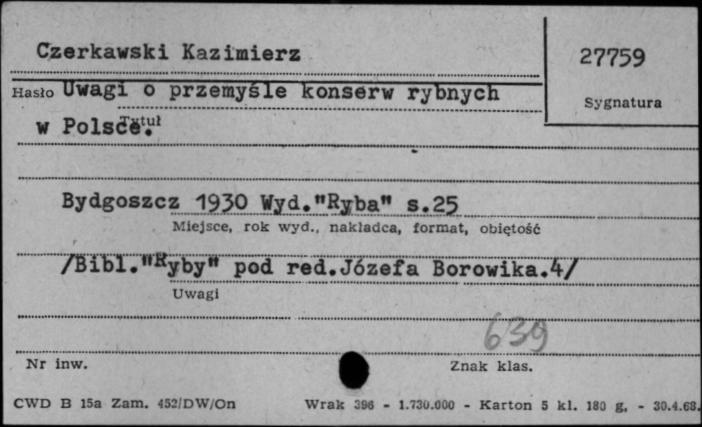 Czerkawski Kazimierz
27759
Hasło Uwagi o przemyśle konserw rybnych
Sygnatura
w Polsce. Tytuł
Bydgoszcz 1930 Wyd."Ryba" s.25
Miejsce, rok wyd., nakładca, format, objętość
/Bibl."Ryby" pod red.Józefa Borowika.4/
Uwagi
639
Nr inw.
Znak klas.
CWD B 15a Zam. 452/DW/On
Wrak 396 - 1.730.000 - Karton 5 kl. 180 g. - 30.4.68.